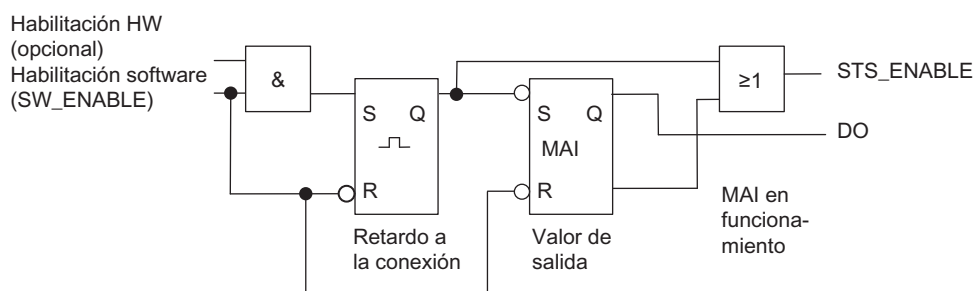 Habilitación HW
(opcional)
Habilitación software
(SW_ENABLE)
&
≥1
STS_ENABLE
S Q
R
S Q
MAI
R
DO
Retardo a
la conexión
Valor de
salida
MAI en
funciona-
miento